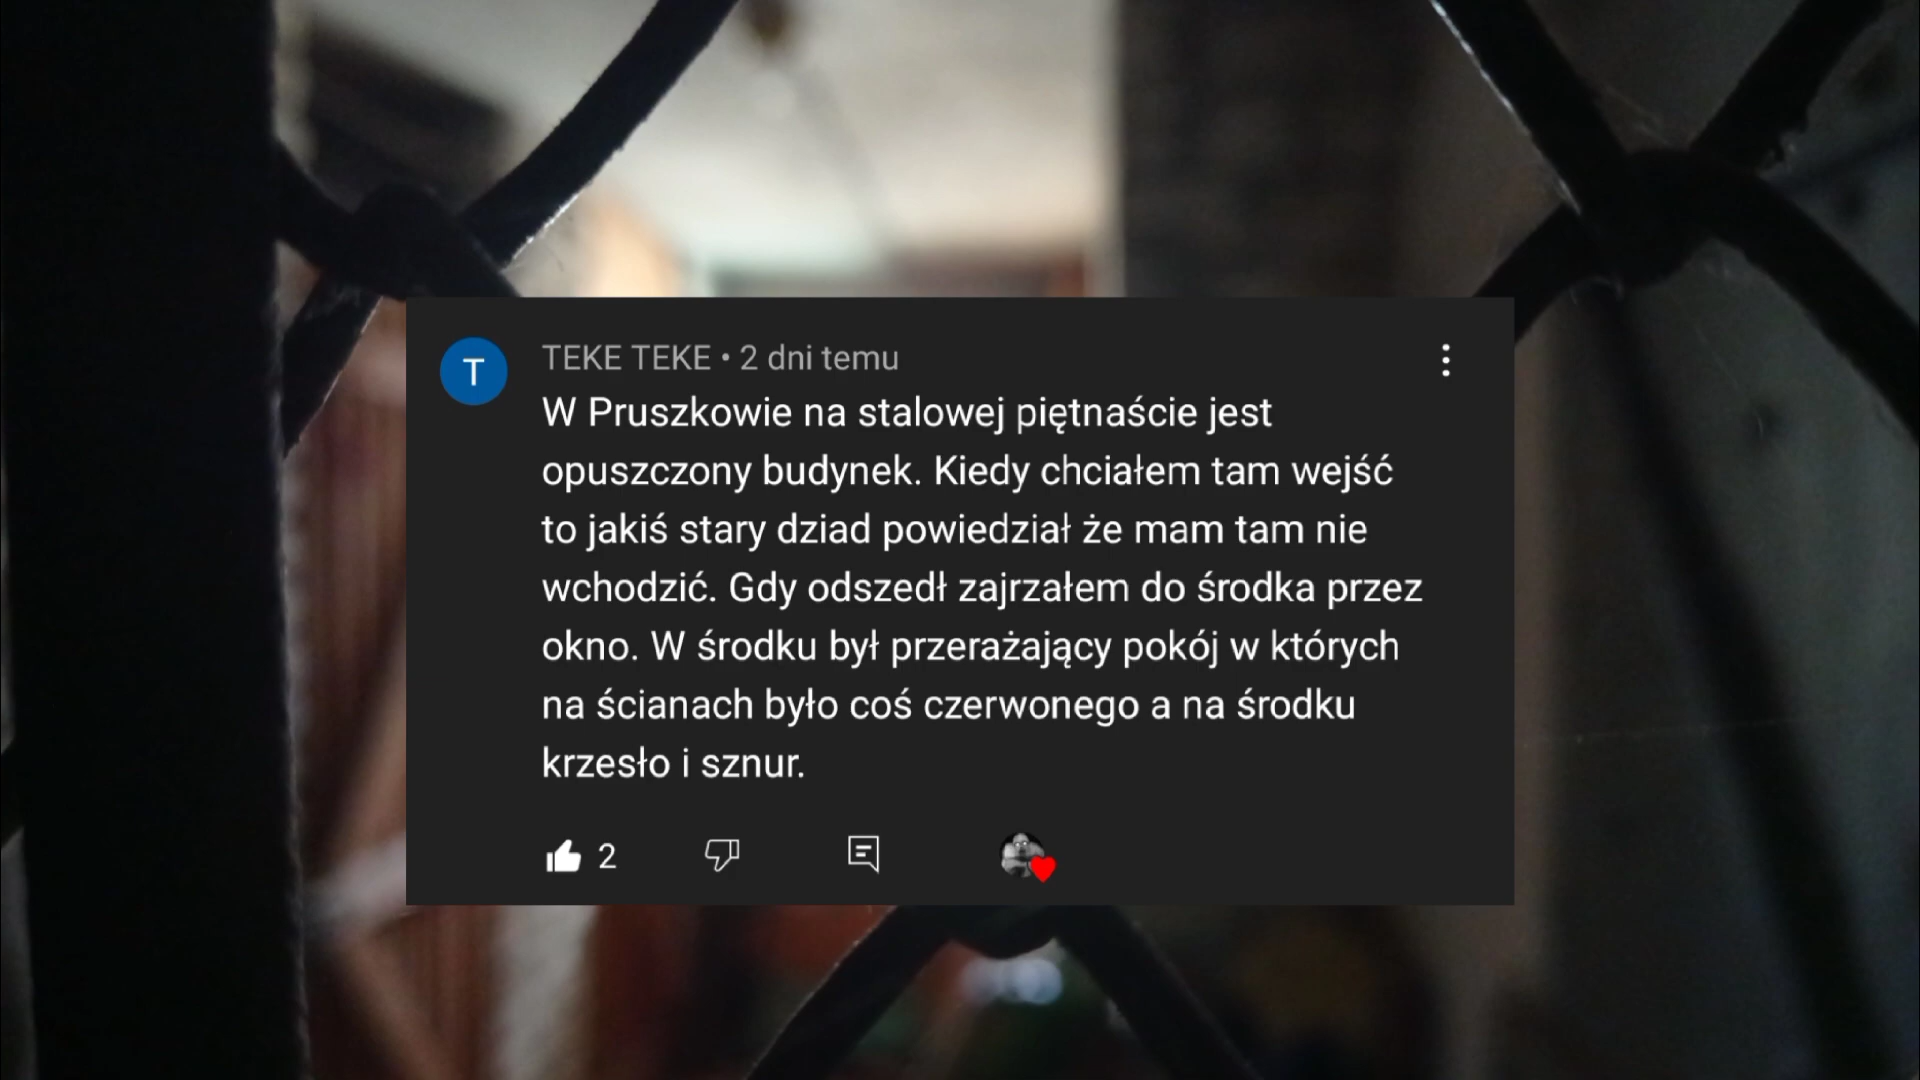 T
TEKE TEKE • 2 dni temu
W Pruszkowie na stalowej piętnaście jest
opuszczony budynek. Kiedy chciałem tam wejść
to jakiś stary dziad powiedział że mam tam nie
wchodzić. Gdy odszedł zajrzałem do środka przez
okno. W środku był przerażający pokój w których
na ścianach było coś czerwonego a na środku
krzesło i sznur.
2